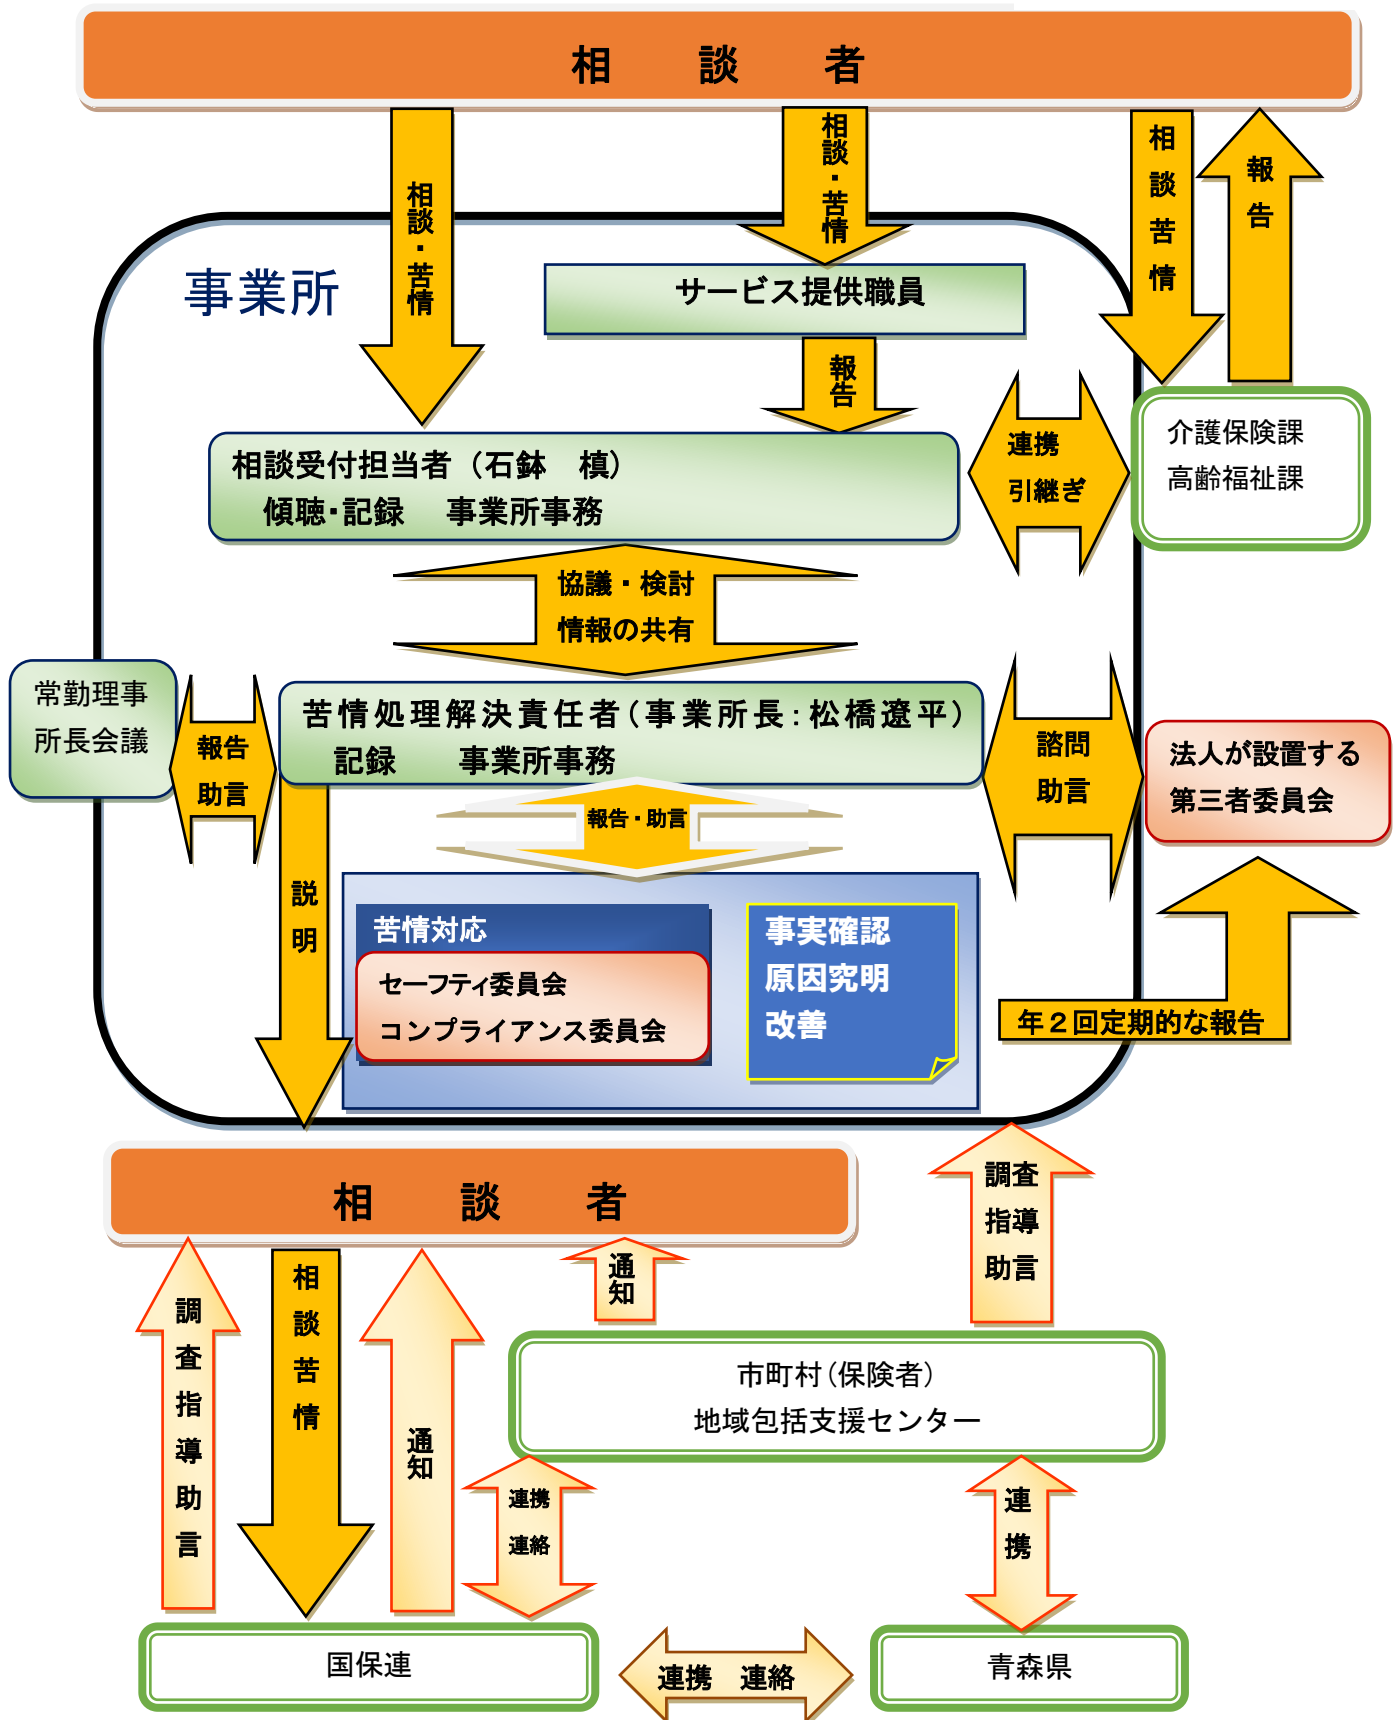 相　談　者
相談・苦情
相談・苦情
相談苦情
報告
事業所
サービス提供職員
報告
相談受付担当者（石鉢　槙）
傾聴・記録　事業所事務
連携
引継ぎ
介護保険課
高齢福祉課
協議・検討
情報の共有
常勤理事
所長会議
報告
助言
苦情処理解決責任者（事業所長：松橋遼平）
記録　　事業所事務
諮問
助言
法人が設置する
第三者委員会
報告・助言
説明
苦情対応
セーフティ委員会
コンプライアンス委員会
事実確認
原因究明
改善
年２回定期的な報告
相　談　者
調査
指導
助言
調査指導助言
相談苦情
通知
通知
市町村（保険者）
地域包括支援センター
連携
連絡
連携
国保連
連携　連絡
青森県